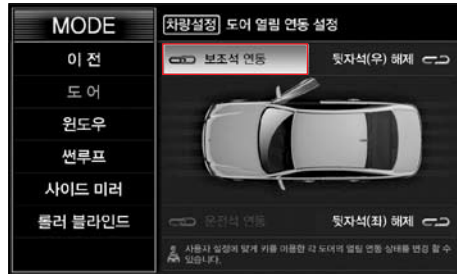 MODE
차량설정 도어 열림 연동 설정
이 전
도 어
윈도우
썬루프
사이드 미러
롤러 블라인드
보조석 연동
뒷자석(우) 해제
운전석 연동
뒷자석(좌) 해제
사용자 설정에 맞게 키를 이용한 각 도어의 열림 연동 상태를 변경 할 수
있습니다.